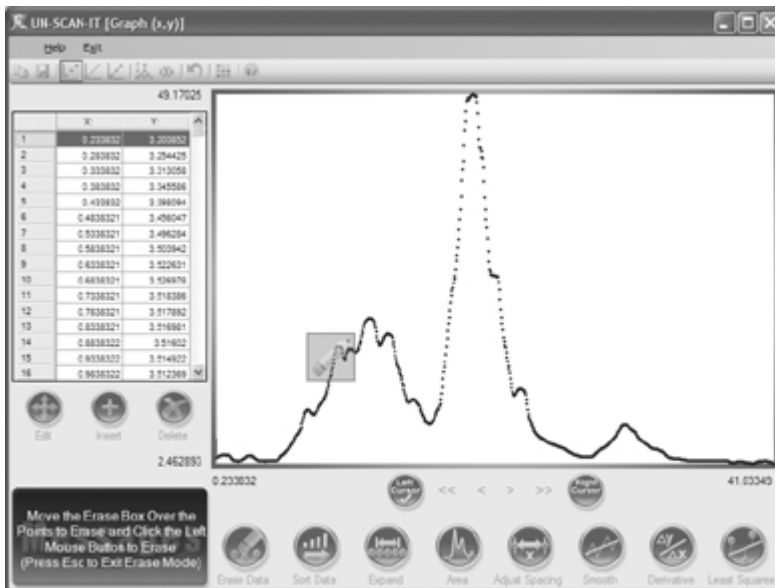 UN-SCAN-IT [Graph (x,y)]
Help Exit
49.17025
X: Y:
1 0.233832 3.203852
2 0.283832 3.254425
3 0.333832 3.313058
4 0.383832 3.345586
5 0.433832 3.398094
6 0.4838321 3.456047
7 0.5338321 3.496284
8 0.5838321 3.503942
9 0.6338321 3.522631
10 0.6838321 3.526978
11 0.7338321 3.518386
12 0.7838321 3.517892
13 0.8338321 3.516981
14 0.8838322 3.51602
15 0.9338322 3.514922
16 0.9838322 3.512369
Edit Insert Delete
2.462893
0.233832 Left Cursor << < > >> Right Cursor 41.03349
Move the Erase Box Over the
Points to Erase and Click the Left
Mouse Button to Erase
(Press Esc to Exit Erase Mode)
Erase Data Sort Data Expand Area Adjust Spacing Smooth Derivative Least Squares